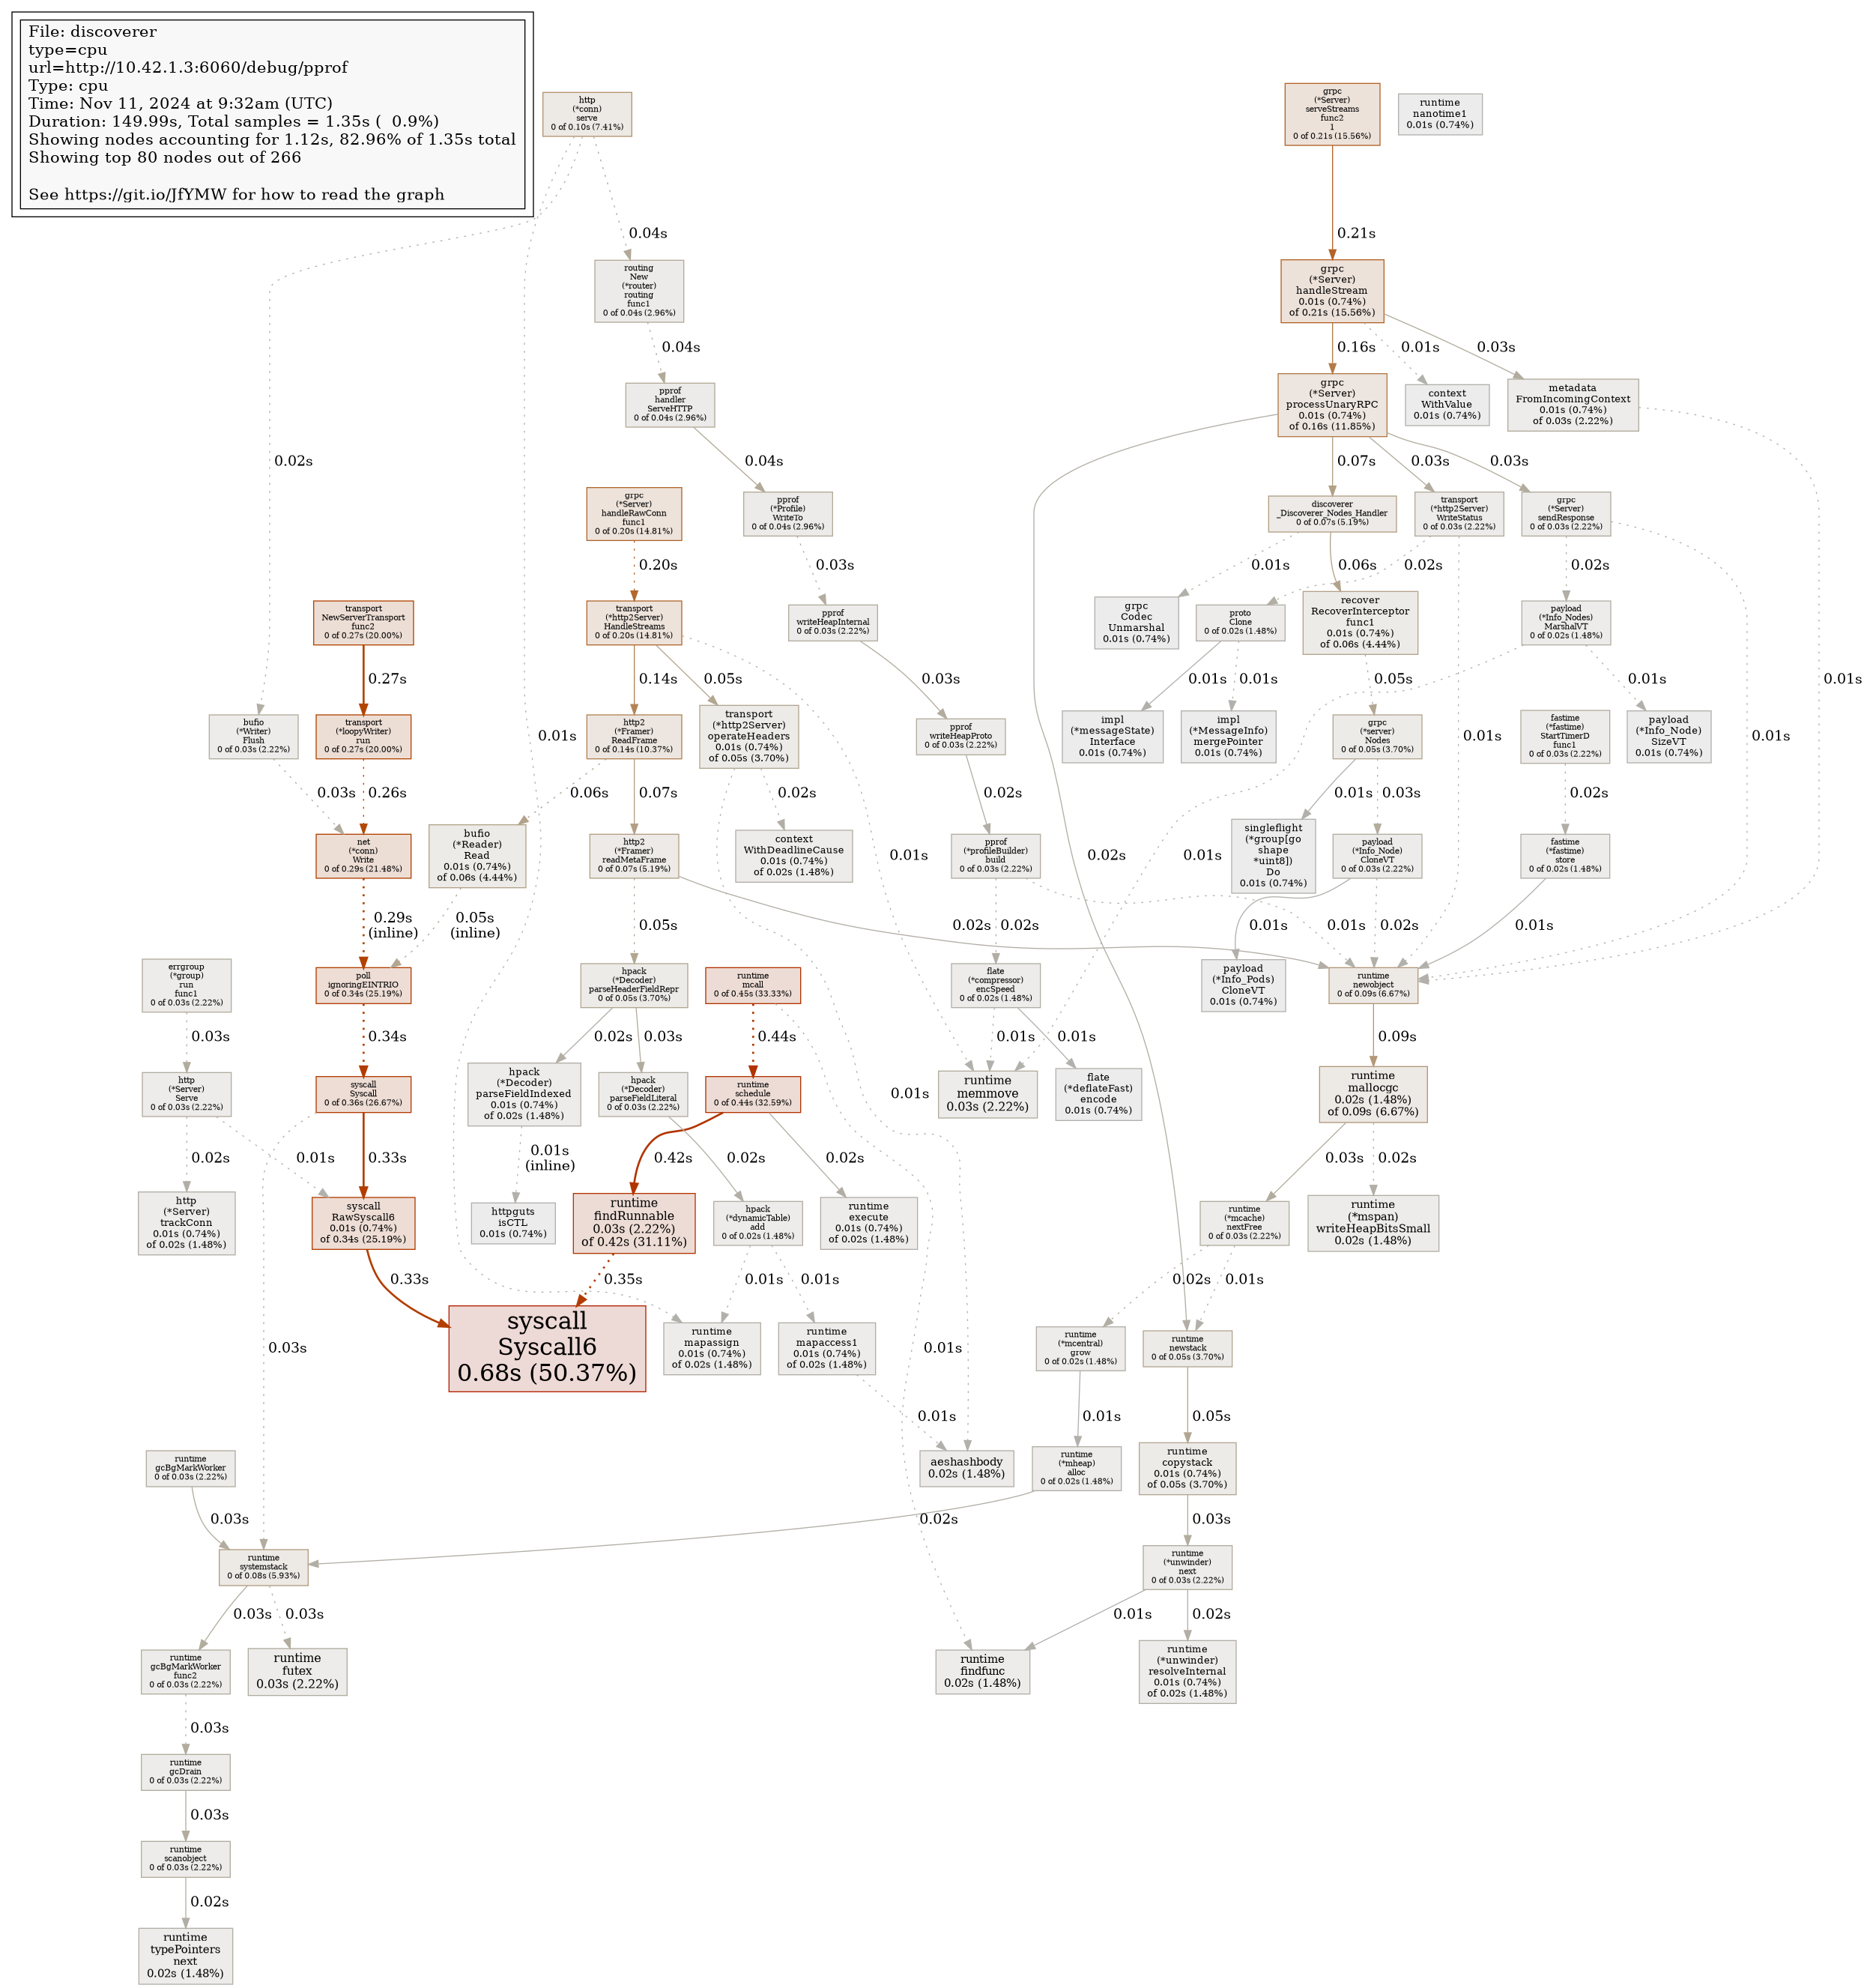 File: discoverer
type=cpu
url=http://10.42.1.3:6060/debug/pprof
Type: cpu
Time: Nov 11, 2024 at 9:32am (UTC)
Duration: 149.99s, Total samples = 1.35s ( 0.9%)
Showing nodes accounting for 1.12s, 82.96% of 1.35s total
Showing top 80 nodes out of 266
See https://git.io/JfYMW for how to read the graph
http
(*conn)
serve
0 of 0.10s (7.41%)
grpc
(*Server)
serveStreams
func2
1
0 of 0.21s (15.56%)
runtime
nanotime1
0.01s (0.74%)
0.04s
0.21s
routing
New
(*router)
routing
func1
0 of 0.04s (2.96%)
grpc
(*Server)
handleStream
0.01s (0.74%)
of 0.21s (15.56%)
0.04s
0.16s
0.01s
0.03s
pprof
handler
ServeHTTP
0 of 0.04s (2.96%)
grpc
(*Server)
processUnaryRPC
0.01s (0.74%)
of 0.16s (11.85%)
context
WithValue
0.01s (0.74%)
metadata
FromIncomingContext
0.01s (0.74%)
of 0.03s (2.22%)
0.02s
0.04s
0.07s
0.03s
0.03s
grpc
(*Server)
handleRawConn
func1
0 of 0.20s (14.81%)
pprof
(*Profile)
WriteTo
0 of 0.04s (2.96%)
discoverer
_Discoverer_Nodes_Handler
0 of 0.07s (5.19%)
transport
(*http2Server)
WriteStatus
0 of 0.03s (2.22%)
grpc
(*Server)
sendResponse
0 of 0.03s (2.22%)
0.20s
0.03s
0.01s
0.06s
0.02s
0.02s
transport
NewServerTransport
func2
0 of 0.27s (20.00%)
transport
(*http2Server)
HandleStreams
0 of 0.20s (14.81%)
pprof
writeHeapInternal
0 of 0.03s (2.22%)
grpc
Codec
Unmarshal
0.01s (0.74%)
proto
Clone
0 of 0.02s (1.48%)
recover
RecoverInterceptor
func1
0.01s (0.74%)
of 0.06s (4.44%)
payload
(*Info_Nodes)
MarshalVT
0 of 0.02s (1.48%)
0.27s
0.14s
0.05s
0.03s
0.01s
0.01s
0.05s
0.01s
0.01s
bufio
(*Writer)
Flush
0 of 0.03s (2.22%)
transport
(*loopyWriter)
run
0 of 0.27s (20.00%)
0.01s
http2
(*Framer)
ReadFrame
0 of 0.14s (10.37%)
transport
(*http2Server)
operateHeaders
0.01s (0.74%)
of 0.05s (3.70%)
pprof
writeHeapProto
0 of 0.03s (2.22%)
impl
(*messageState)
Interface
0.01s (0.74%)
impl
(*MessageInfo)
mergePointer
0.01s (0.74%)
grpc
(*server)
Nodes
0 of 0.05s (3.70%)
0.01s
fastime
(*fastime)
StartTimerD
func1
0 of 0.03s (2.22%)
payload
(*Info_Node)
SizeVT
0.01s (0.74%)
0.01s
0.03s
0.26s
0.06s
0.07s
0.02s
0.02s
0.01s
0.03s
0.02s
net
(*conn)
Write
0 of 0.29s (21.48%)
bufio
(*Reader)
Read
0.01s (0.74%)
of 0.06s (4.44%)
http2
(*Framer)
readMetaFrame
0 of 0.07s (5.19%)
context
WithDeadlineCause
0.01s (0.74%)
of 0.02s (1.48%)
0.01s
pprof
(*profileBuilder)
build
0 of 0.03s (2.22%)
0.02s
0.01s
singleflight
(*group[go
shape
*uint8])
Do
0.01s (0.74%)
payload
(*Info_Node)
CloneVT
0 of 0.03s (2.22%)
fastime
(*fastime)
store
0 of 0.02s (1.48%)
0.29s
(inline)
0.05s
(inline)
0.05s
0.02s
0.02s
0.01s
0.01s
0.02s
0.01s
errgroup
(*group)
run
func1
0 of 0.03s (2.22%)
poll
ignoringEINTRIO
0 of 0.34s (25.19%)
hpack
(*Decoder)
parseHeaderFieldRepr
0 of 0.05s (3.70%)
runtime
mcall
0 of 0.45s (33.33%)
flate
(*compressor)
encSpeed
0 of 0.02s (1.48%)
payload
(*Info_Pods)
CloneVT
0.01s (0.74%)
runtime
newobject
0 of 0.09s (6.67%)
0.03s
0.34s
0.02s
0.03s
0.44s
0.01s
0.01s
0.09s
http
(*Server)
Serve
0 of 0.03s (2.22%)
syscall
Syscall
0 of 0.36s (26.67%)
hpack
(*Decoder)
parseFieldIndexed
0.01s (0.74%)
of 0.02s (1.48%)
hpack
(*Decoder)
parseFieldLiteral
0 of 0.03s (2.22%)
runtime
schedule
0 of 0.44s (32.59%)
0.01s
runtime
memmove
0.03s (2.22%)
flate
(*deflateFast)
encode
0.01s (0.74%)
runtime
mallocgc
0.02s (1.48%)
of 0.09s (6.67%)
0.02s
0.01s
0.33s
0.01s
(inline)
0.42s
0.02s
0.02s
0.03s
0.02s
http
(*Server)
trackConn
0.01s (0.74%)
of 0.02s (1.48%)
syscall
RawSyscall6
0.01s (0.74%)
of 0.34s (25.19%)
httpguts
isCTL
0.01s (0.74%)
runtime
findRunnable
0.03s (2.22%)
of 0.42s (31.11%)
hpack
(*dynamicTable)
add
0 of 0.02s (1.48%)
runtime
execute
0.01s (0.74%)
of 0.02s (1.48%)
runtime
(*mcache)
nextFree
0 of 0.03s (2.22%)
runtime
(*mspan)
writeHeapBitsSmall
0.02s (1.48%)
0.33s
0.35s
0.01s
0.01s
0.02s
0.01s
0.03s
syscall
Syscall6
0.68s (50.37%)
runtime
mapassign
0.01s (0.74%)
of 0.02s (1.48%)
runtime
mapaccess1
0.01s (0.74%)
of 0.02s (1.48%)
0.01s
runtime
(*mcentral)
grow
0 of 0.02s (1.48%)
runtime
newstack
0 of 0.05s (3.70%)
0.01s
0.01s
0.05s
runtime
gcBgMarkWorker
0 of 0.03s (2.22%)
aeshashbody
0.02s (1.48%)
runtime
(*mheap)
alloc
0 of 0.02s (1.48%)
runtime
copystack
0.01s (0.74%)
of 0.05s (3.70%)
0.03s
0.02s
0.03s
runtime
systemstack
0 of 0.08s (5.93%)
runtime
(*unwinder)
next
0 of 0.03s (2.22%)
0.03s
0.03s
0.01s
0.02s
runtime
gcBgMarkWorker
func2
0 of 0.03s (2.22%)
runtime
futex
0.03s (2.22%)
runtime
findfunc
0.02s (1.48%)
runtime
(*unwinder)
resolveInternal
0.01s (0.74%)
of 0.02s (1.48%)
0.03s
runtime
gcDrain
0 of 0.03s (2.22%)
0.03s
runtime
scanobject
0 of 0.03s (2.22%)
0.02s
runtime
typePointers
next
0.02s (1.48%)